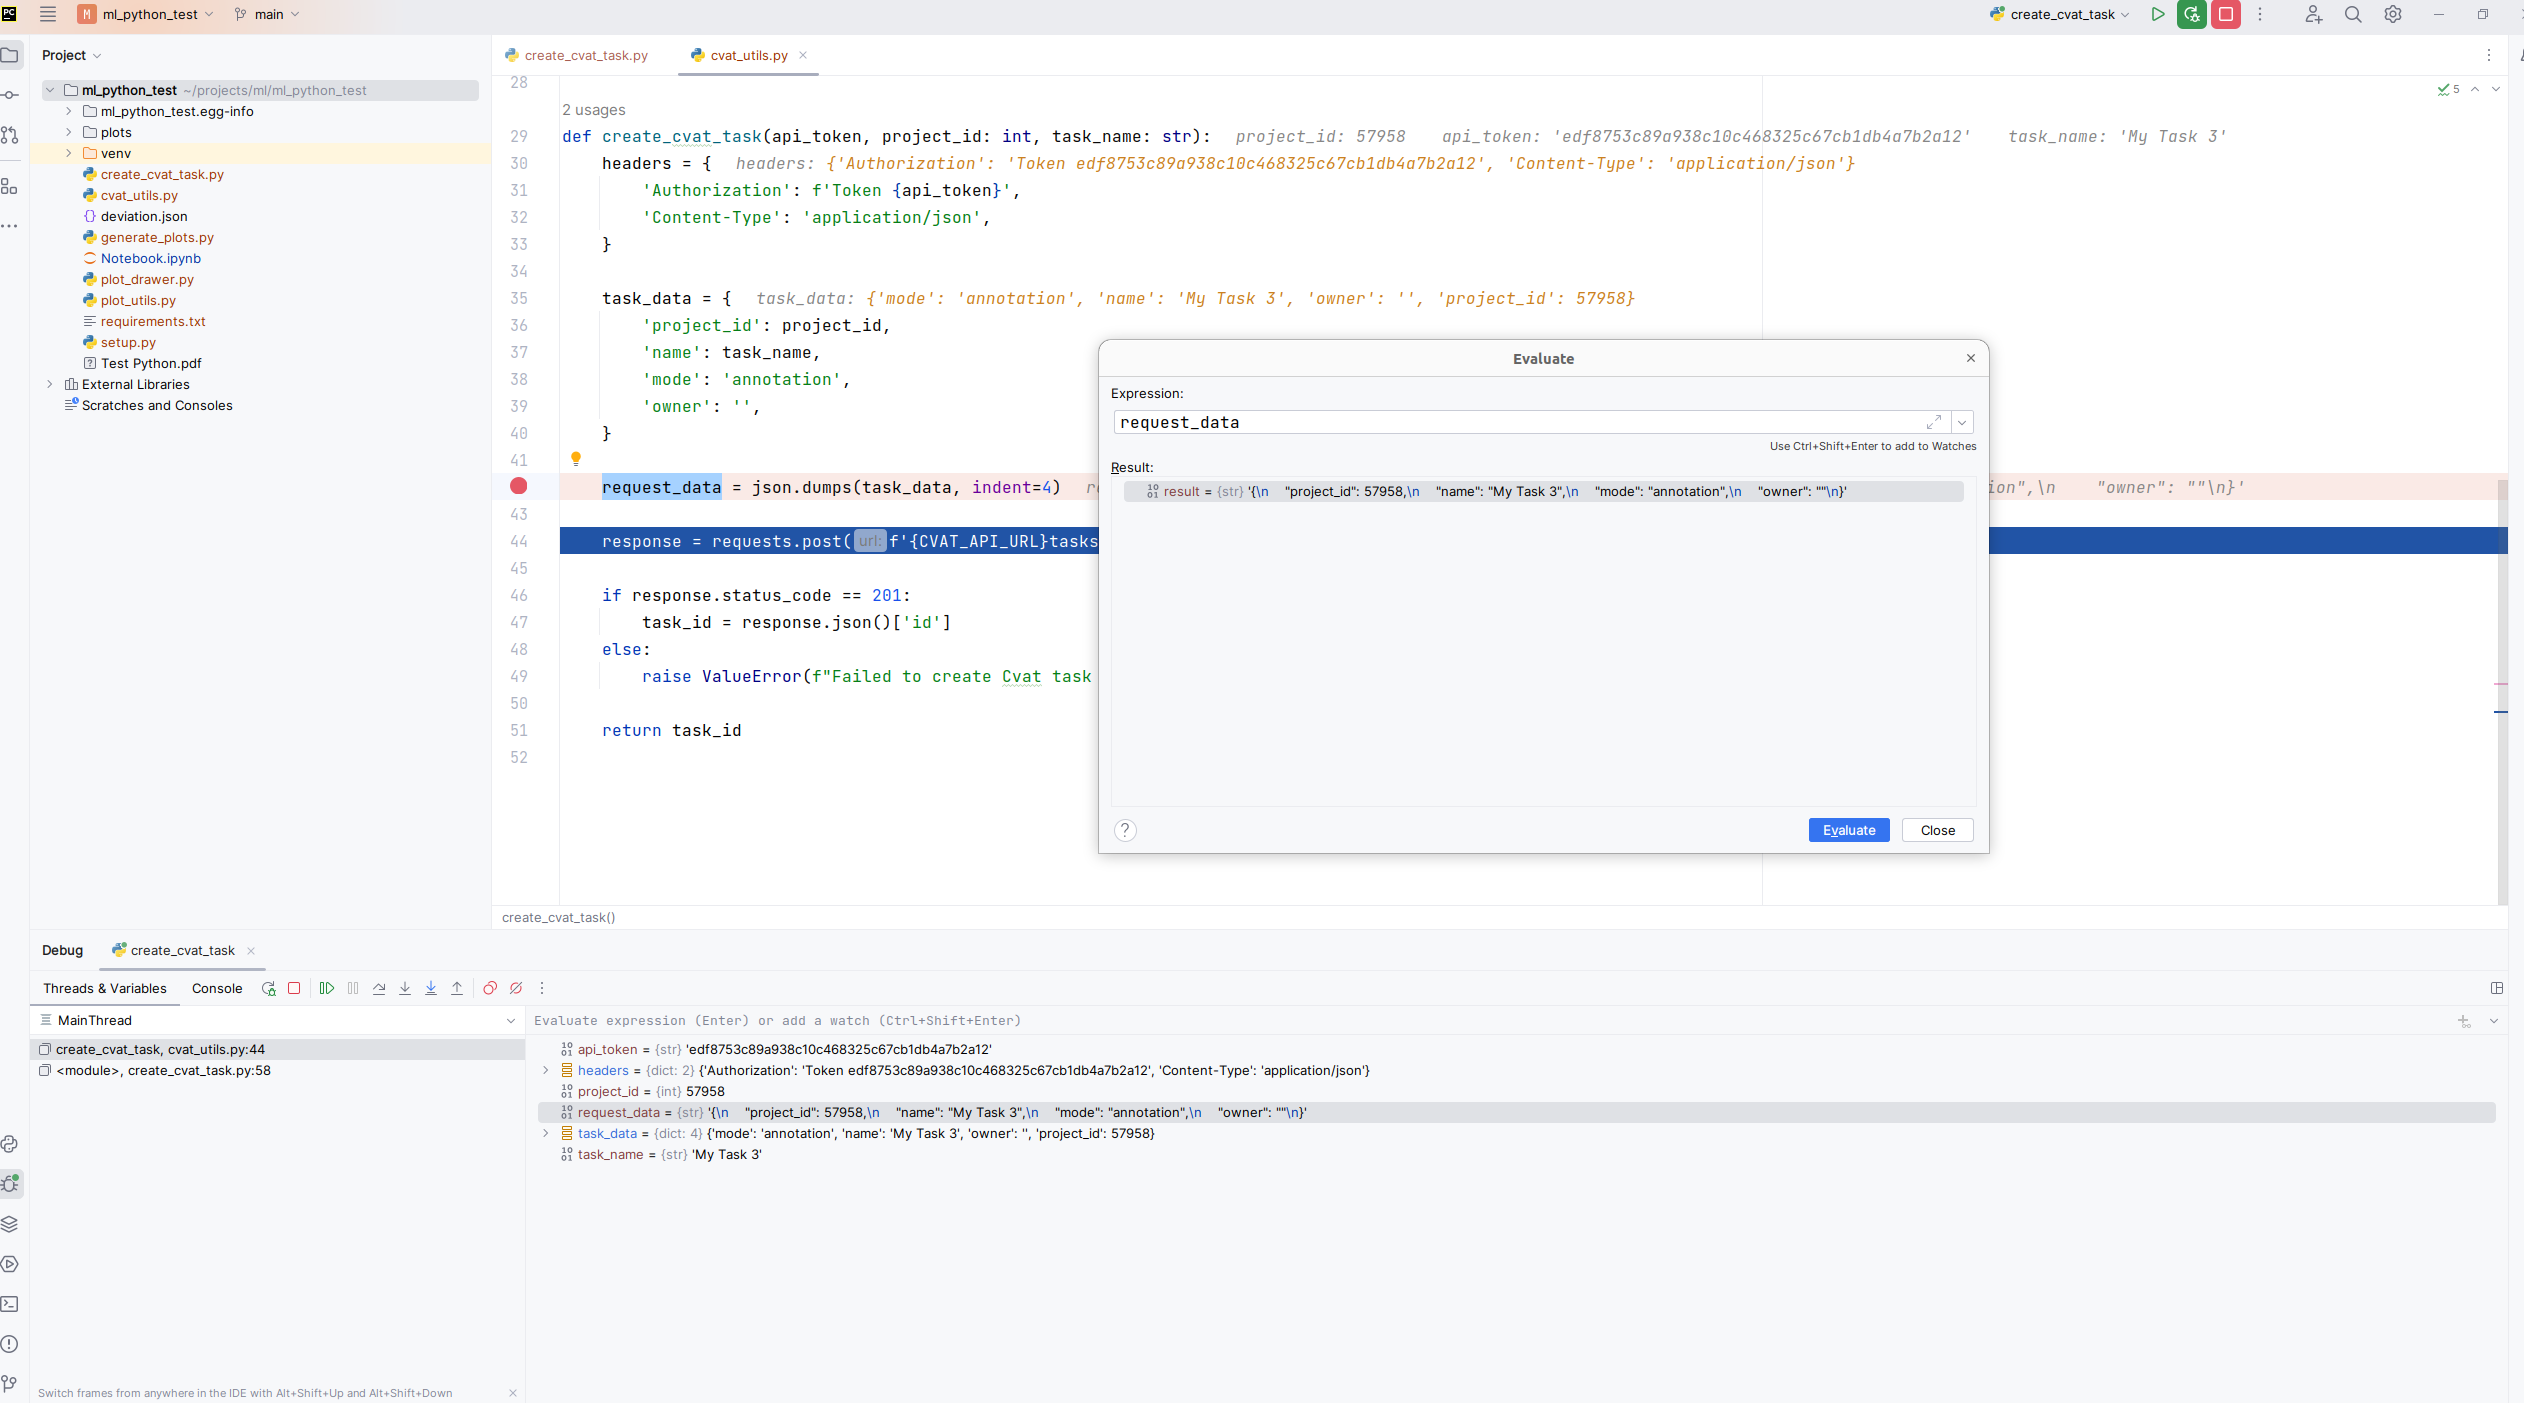 PC
M ml_python_test
main
create_cvat_task
Project
ml_python_test ~/projects/ml/ml_python_test
ml_python_test.egg-info
plots
venv
create_cvat_task.py
cvat_utils.py
deviation.json
generate_plots.py
Notebook.ipynb
plot_drawer.py
plot_utils.py
requirements.txt
setup.py
Test Python.pdf
External Libraries
Scratches and Consoles
create_cvat_task.py
cvat_utils.py
5
28
2 usages
29 def create_cvat_task(api_token, project_id: int, task_name: str): project_id: 57958 api_token: 'edf8753c89a938c10c468325c67cb1db4a7b2a12' task_name: 'My Task 3'
30 headers = { headers: {'Authorization': 'Token edf8753c89a938c10c468325c67cb1db4a7b2a12', 'Content-Type': 'application/json'}
31 'Authorization': f'Token {api_token}',
32 'Content-Type': 'application/json',
33 }
34
35 task_data = { task_data: {'mode': 'annotation', 'name': 'My Task 3', 'owner': '', 'project_id': 57958}
36 'project_id': project_id,
37 'name': task_name,
38 'mode': 'annotation',
39 'owner': '',
40 }
41
request_data = json.dumps(task_data, indent=4) ion",\n "owner": ""\n}'
43
44 response = requests.post( url: f'{CVAT_API_URL}tasks
45
46 if response.status_code == 201:
47 task_id = response.json()['id']
48 else:
49 raise ValueError(f"Failed to create Cvat task
50
51 return task_id
52
create_cvat_task()
Evaluate
Expression:
request_data
Use Ctrl+Shift+Enter to add to Watches
Result:
result = {str} '{\n "project_id": 57958,\n "name": "My Task 3",\n "mode": "annotation",\n "owner": ""\n}'
?
Evaluate
Close
Debug
create_cvat_task
Threads & Variables
Console
MainThread
create_cvat_task, cvat_utils.py:44
<module>, create_cvat_task.py:58
Switch frames from anywhere in the IDE with Alt+Shift+Up and Alt+Shift+Down
Evaluate expression (Enter) or add a watch (Ctrl+Shift+Enter)
api_token = {str} 'edf8753c89a938c10c468325c67cb1db4a7b2a12'
headers = {dict: 2} {'Authorization': 'Token edf8753c89a938c10c468325c67cb1db4a7b2a12', 'Content-Type': 'application/json'}
project_id = {int} 57958
request_data = {str} '{\n "project_id": 57958,\n "name": "My Task 3",\n "mode": "annotation",\n "owner": ""\n}'
task_data = {dict: 4} {'mode': 'annotation', 'name': 'My Task 3', 'owner': '', 'project_id': 57958}
task_name = {str} 'My Task 3'